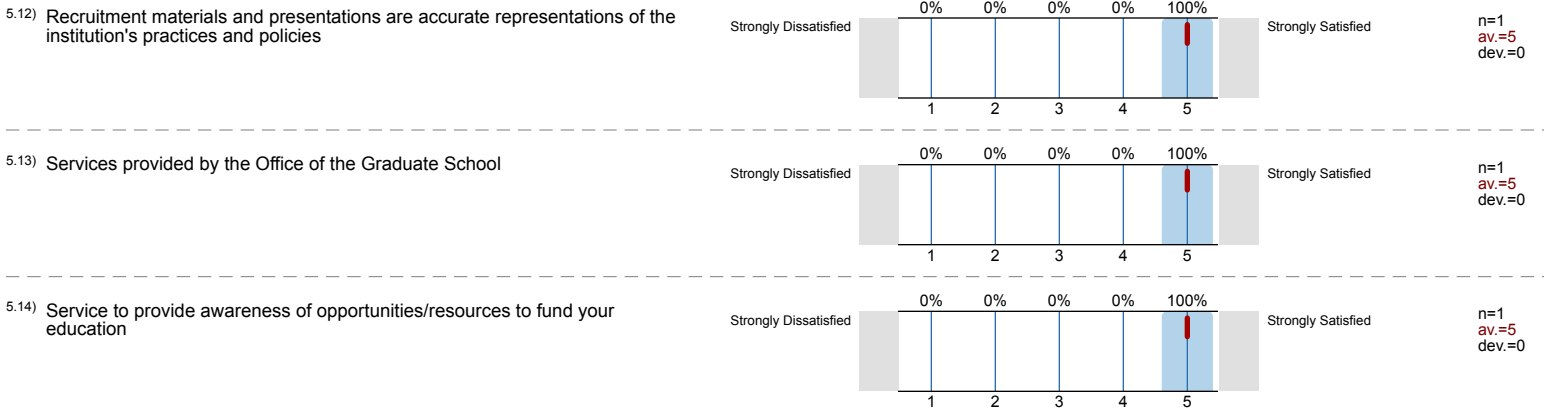 5.12) Recruitment materials and presentations are accurate representations of the
institution's practices and policies
0% 0% 0% 0% 100%
Strongly Dissatisfied
Strongly Satisfied
1 2 3 4 5
n=1
av.=5
dev.=0
5.13) Services provided by the Office of the Graduate School
0% 0% 0% 0% 100%
Strongly Dissatisfied
Strongly Satisfied
1 2 3 4 5
n=1
av.=5
dev.=0
5.14) Service to provide awareness of opportunities/resources to fund your
education
0% 0% 0% 0% 100%
Strongly Dissatisfied
Strongly Satisfied
1 2 3 4 5
n=1
av.=5
dev.=0